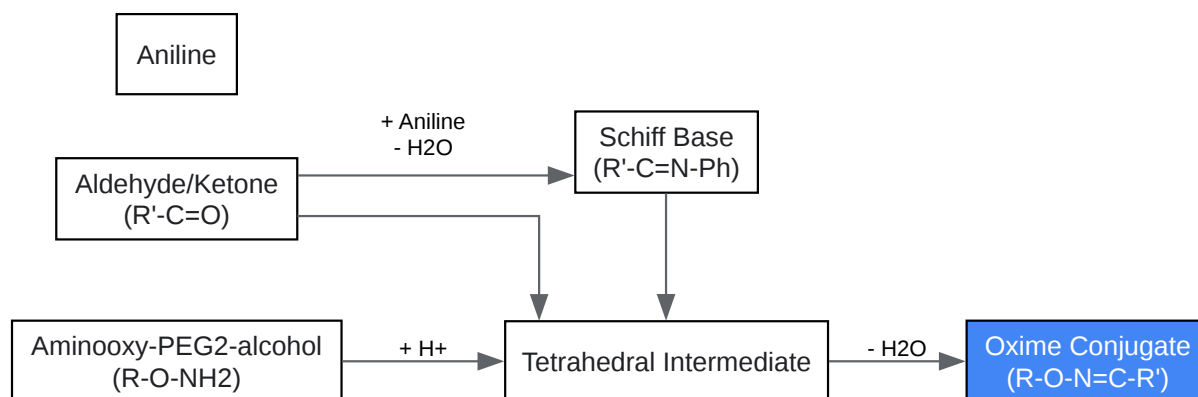 Aniline
+ Aniline
- H2O
Schiff Base
(R'-C=N-Ph)
Aldehyde/Ketone
(R'-C=O)
Aminooxy-PEG2-alcohol
(R-O-NH2)
+ H+
Tetrahedral Intermediate
- H2O
Oxime Conjugate
(R-O-N=C-R')